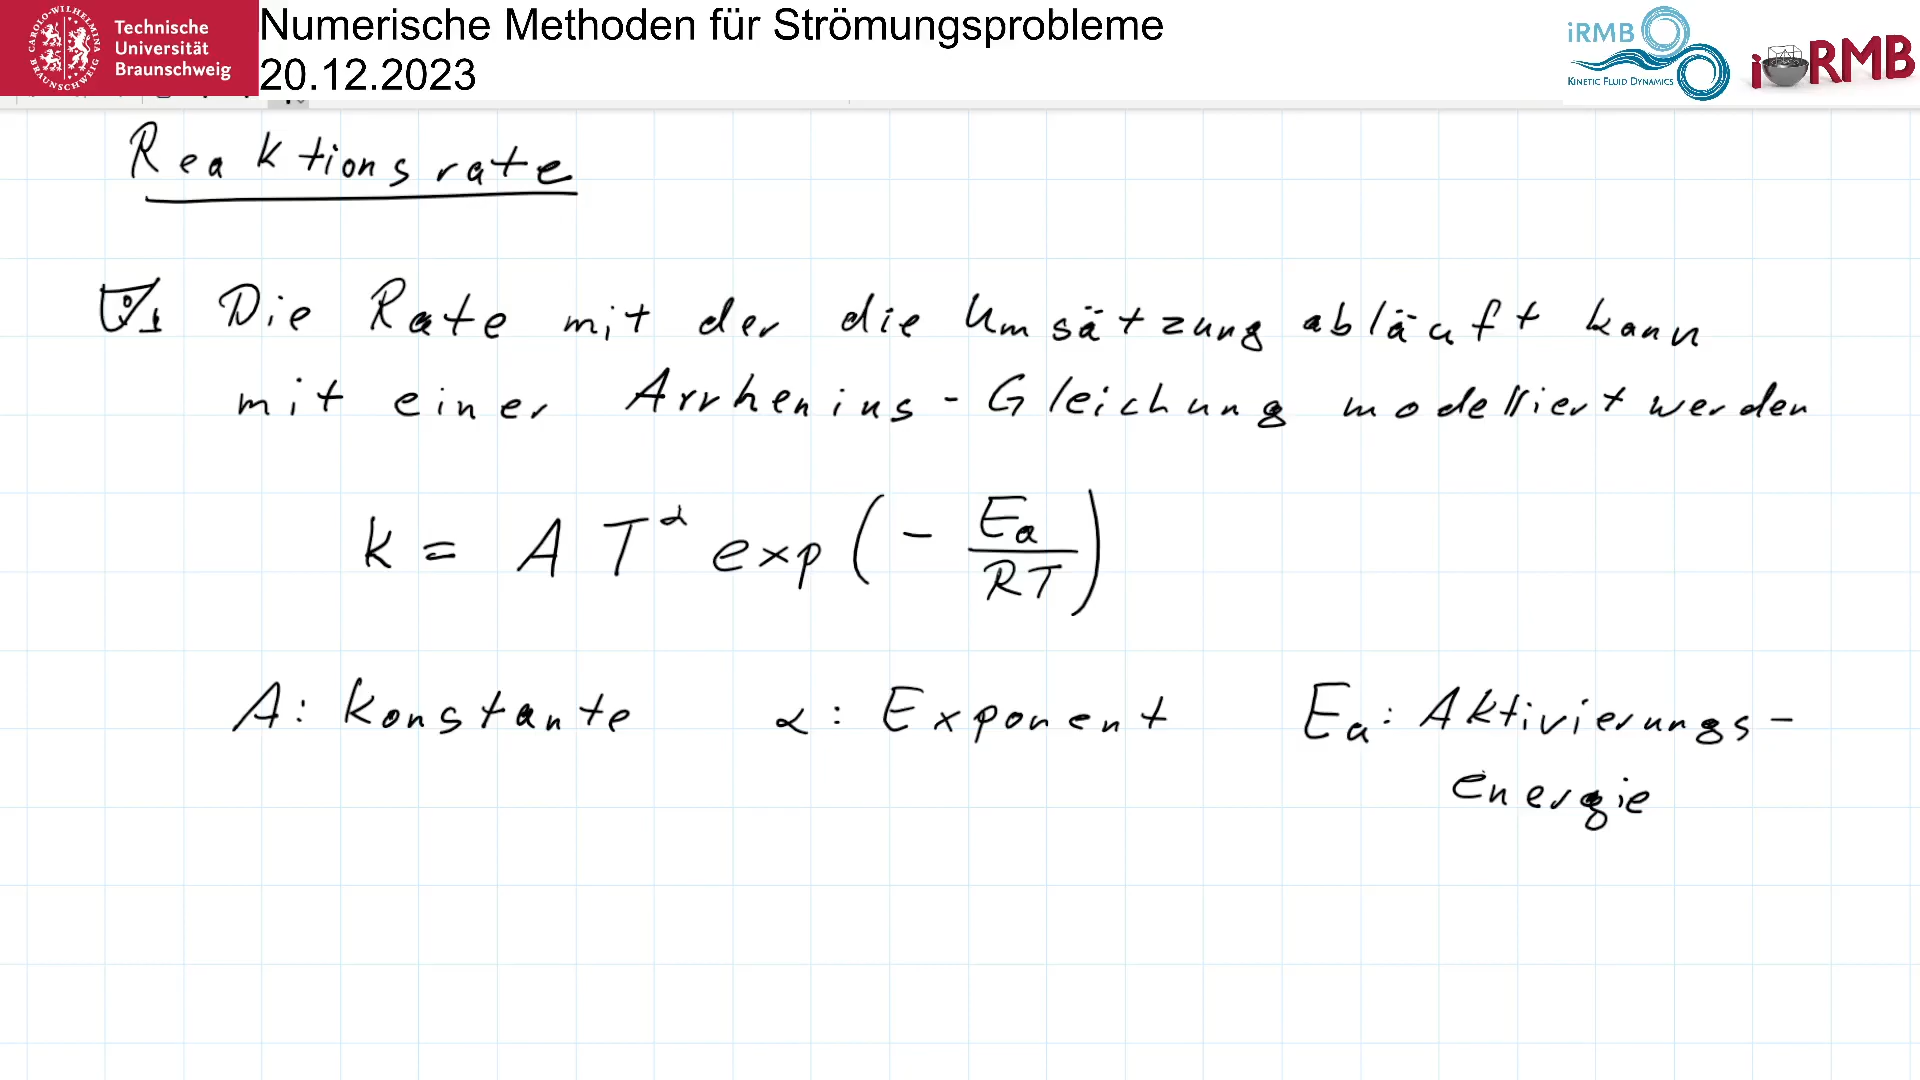 Technische
Universität
Braunschweig
Numerische Methoden für Strömungsprobleme
20.12.2023
iRMB
KINETIC FLUID DYNAMICS
iRMB
Reaktionsrate
Die Rate mit der die Umsätzung abläuft kann
mit einer Arrhenius-Gleichung modelliert werden
k = A T^α exp(-Ea/RT)
A: Konstante α: Exponent Ea: Aktivierungs-
energie